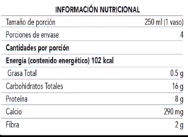 INFORMACIÓN NUTRICIONAL
Tamaño de porción 250 ml (1 vaso)
Porciones de envase 4
Cantidades por porción
Energía (contenido energético) 102 kcal
Grasa Total 0.5 g
Carbohidratos Totales 16 g
Proteína 8 g
Calcio 290 mg
Fibra 2 g